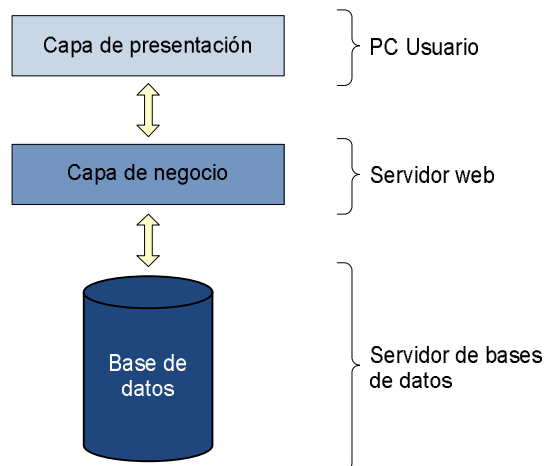 Capa de presentación
PC Usuario
Capa de negocio
Servidor web
Base de
datos
Servidor de bases
de datos